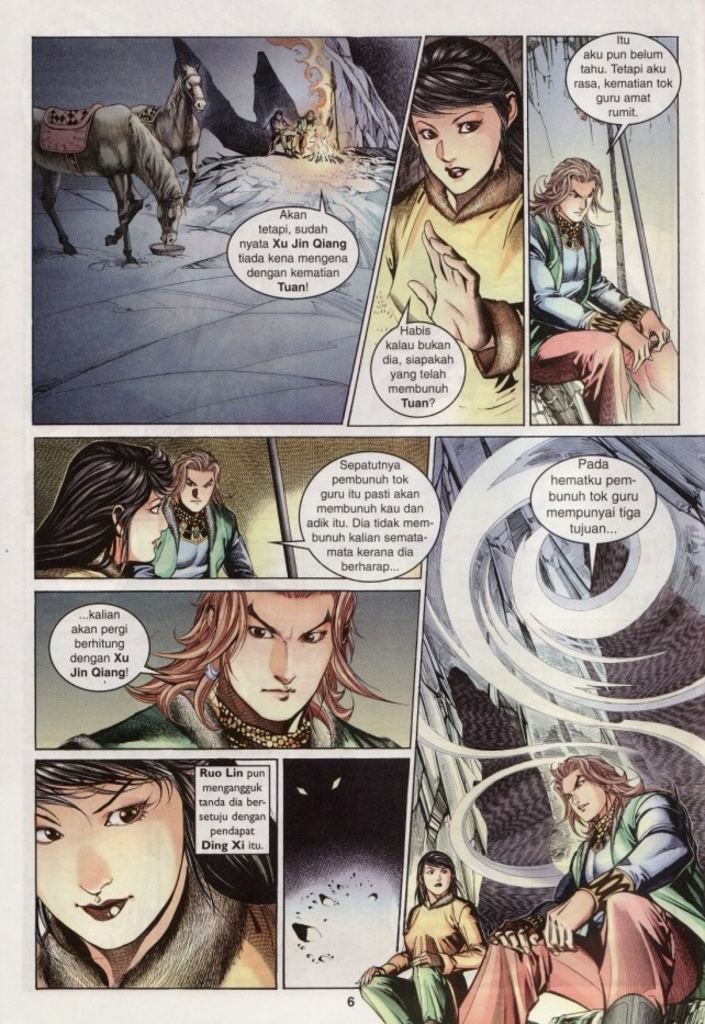 Akan
tetapi, sudah
nyata Xu Jin Qiang
tiada kena mengena
dengan kematian
Tuan!
Habis
kalau bukan
dia, siapakah
yang telah
membunuh
Tuan?
Itu
aku pun belum
tahu. Tetapi aku
rasa, kematian tok
guru amat
rumit.
Sepatutnya
pembunuh tok
guru itu pasti akan
membunuh kau dan
adik itu. Dia tidak mem-
bunuh kalian semata-
mata kerana dia
berharap...
Pada
hematku pem-
bunuh tok guru
mempunyai tiga
tujuan...
...kalian
akan pergi
berhitung
dengan Xu
Jin Qiang!
Ruo Lin pun
mengangguk
tanda dia ber-
setuju dengan
pendapat
Ding Xi itu.
6